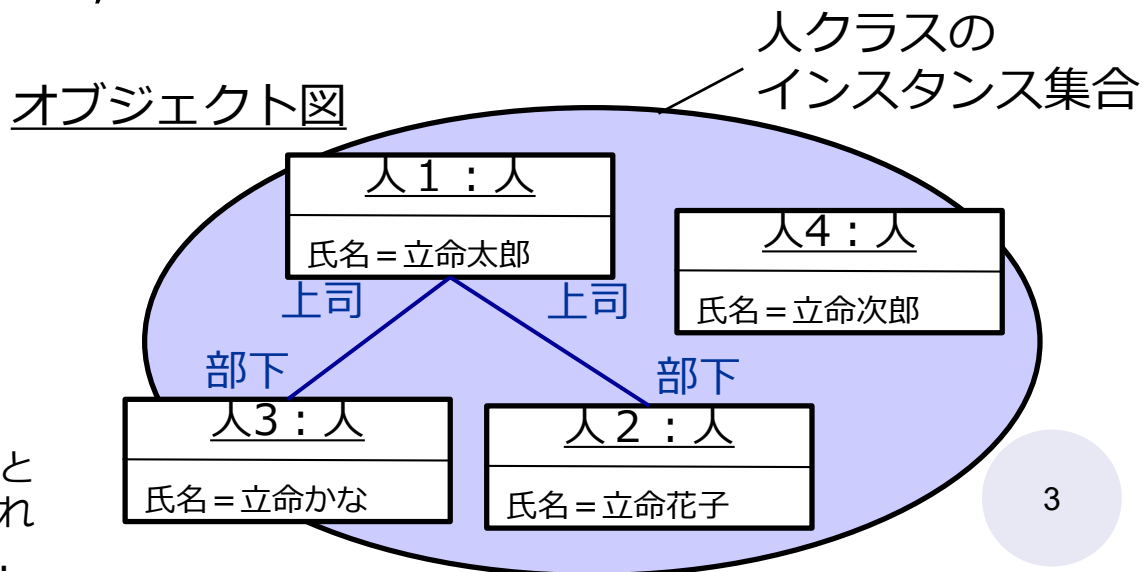 人クラスの
インスタンス集合
オブジェクト図
人１：人
氏名＝立命太郎
人4：人
氏名＝立命次郎
上司
上司
部下
部下
人3：人
氏名＝立命かな
人２：人
氏名＝立命花子
と
れ
3